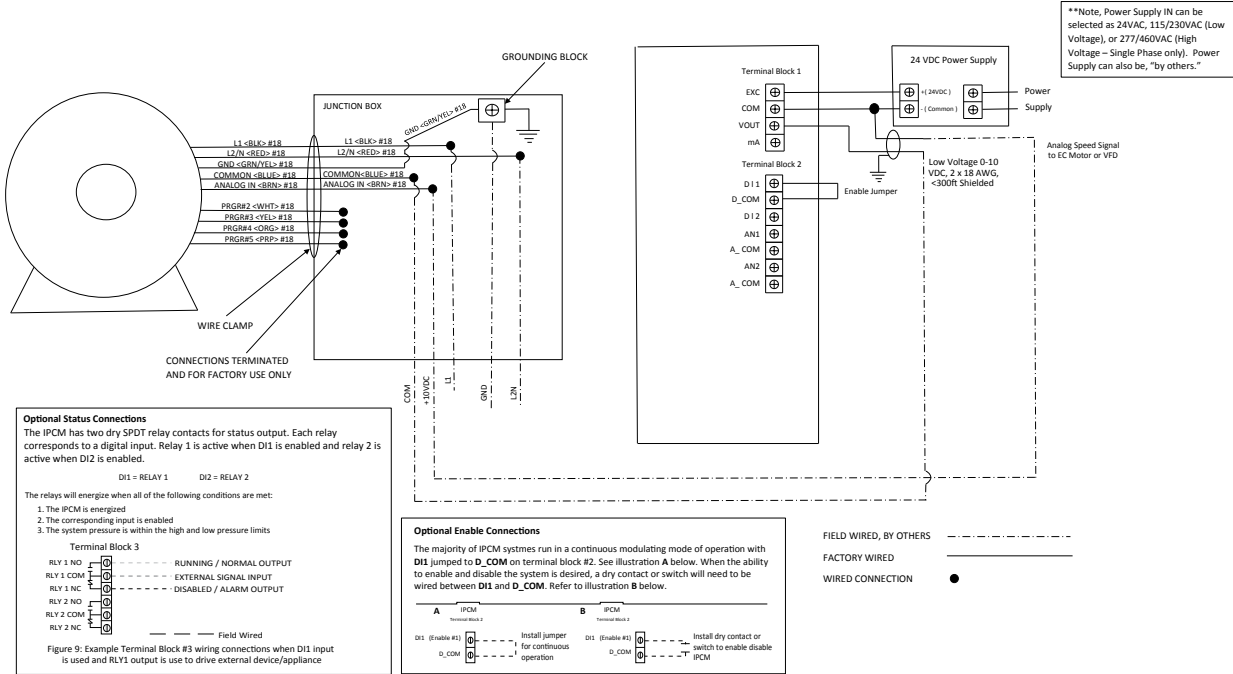 **Note, Power Supply IN can be
selected as 24VAC, 115/230VAC (Low
Voltage), or 277/460VAC (High
Voltage – Single Phase only). Power
Supply can also be, "by others."
GROUNDING BLOCK
JUNCTION BOX
GND <GRN/YEL> #18
L1 <BLK> #18
L2/N <RED> #18
GND <GRN/YEL> #18
COMMON <BLUE> #18
ANALOG IN <BRN> #18
L1 <BLK> #18
L2/N <RED> #18
COMMON<BLUE> #18
ANALOG IN <BRN> #18
PRGR#2 <WHT> #18
PRGR#3 <YEL> #18
PRGR#4 <ORG> #18
PRGR#5 <PRP> #18
WIRE CLAMP
CONNECTIONS TERMINATED
AND FOR FACTORY USE ONLY
COM
+10VDC
L1
GND
L2N
Terminal Block 1
EXC
COM
VOUT
mA
Terminal Block 2
D I 1
D_COM
D I 2
AN1
A_ COM
AN2
A_ COM
Enable Jumper
24 VDC Power Supply
+( 24VDC )
- ( Common )
Power
Supply
Low Voltage 0-10
VDC, 2 x 18 AWG,
<300ft Shielded
Analog Speed Signal
to EC Motor or VFD
Optional Status Connections
The IPCM has two dry SPDT relay contacts for status output. Each relay
corresponds to a digital input. Relay 1 is active when DI1 is enabled and relay 2 is
active when DI2 is enabled.
DI1 = RELAY 1 DI2 = RELAY 2
The relays will energize when all of the following conditions are met:
1. The IPCM is energized
2. The corresponding input is enabled
3. The system pressure is within the high and low pressure limits
Terminal Block 3
RLY 1 NO
RUNNING / NORMAL OUTPUT
RLY 1 COM
EXTERNAL SIGNAL INPUT
RLY 1 NC
DISABLED / ALARM OUTPUT
RLY 2 NO
RLY 2 COM
RLY 2 NC
Field Wired
Figure 9: Example Terminal Block #3 wiring connections when DI1 input
is used and RLY1 output is use to drive external device/appliance
Optional Enable Connections
The majority of IPCM systmes run in a continuous modulating mode of operation with
DI1 jumped to D_COM on terminal block #2. See illustration A below. When the ability
to enable and disable the system is desired, a dry contact or switch will need to be
wired between DI1 and D_COM. Refer to illustration B below.
A IPCM
Terminal Block 2
DI1 (Enable #1)
D_COM
Install jumper
for continuous
operation
B IPCM
Terminal Block 2
DI1 (Enable #1)
D_COM
Install dry contact or
switch to enable disable
IPCM
FIELD WIRED, BY OTHERS
FACTORY WIRED
WIRED CONNECTION